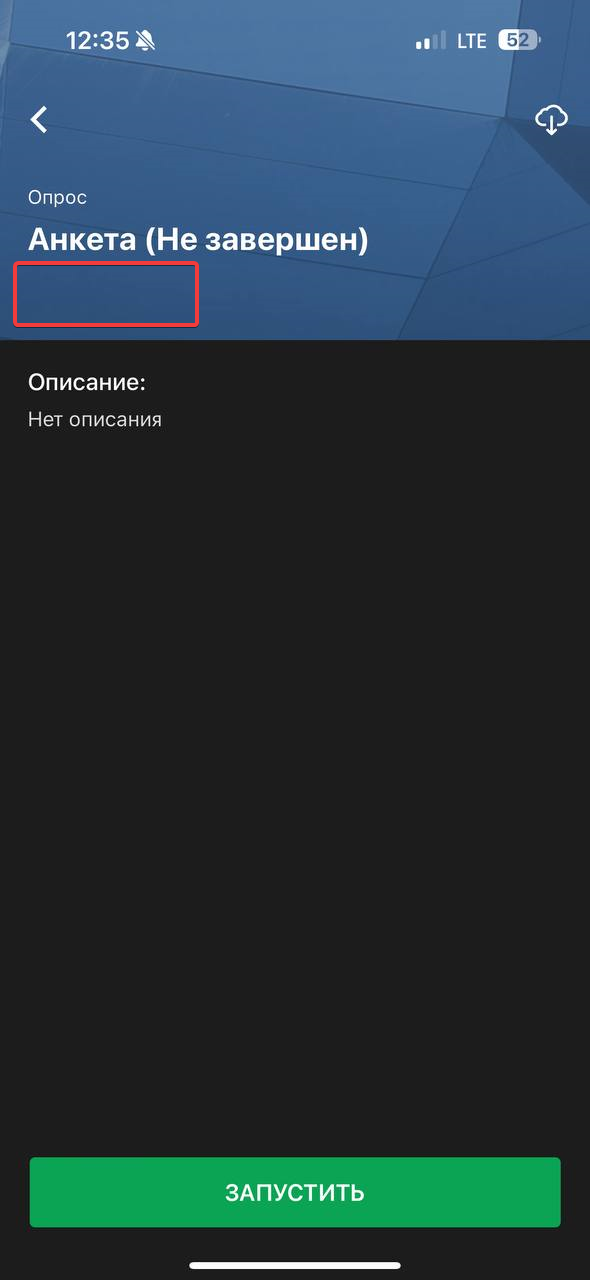 12:35
LTE
52
Опрос
Анкета (Не завершен)
Описание:
Нет описания
ЗАПУСТИТЬ